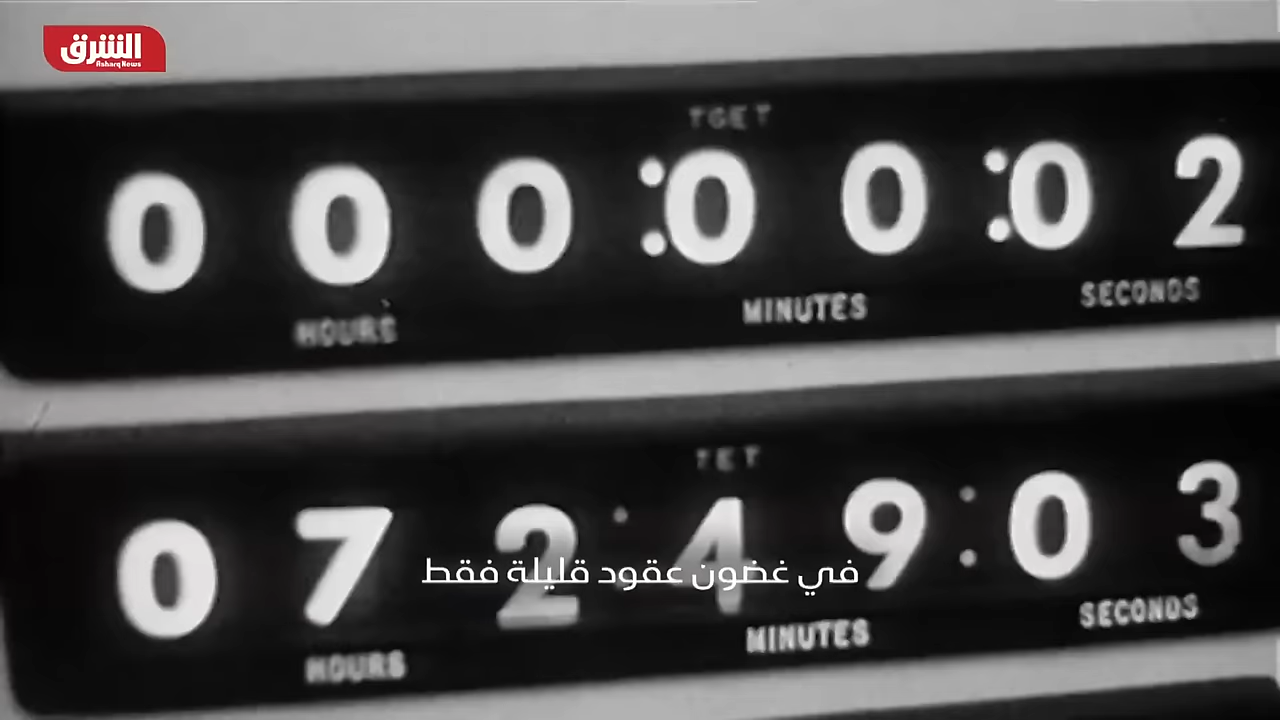 الشرق
Asharq News
TGET
0 0 0 : 0 0 : 0 2
HOURS MINUTES SECONDS
TET
0 7 2 : 4 9 : 0 3
في غضون عقود قليلة فقط
HOURS MINUTES SECONDS